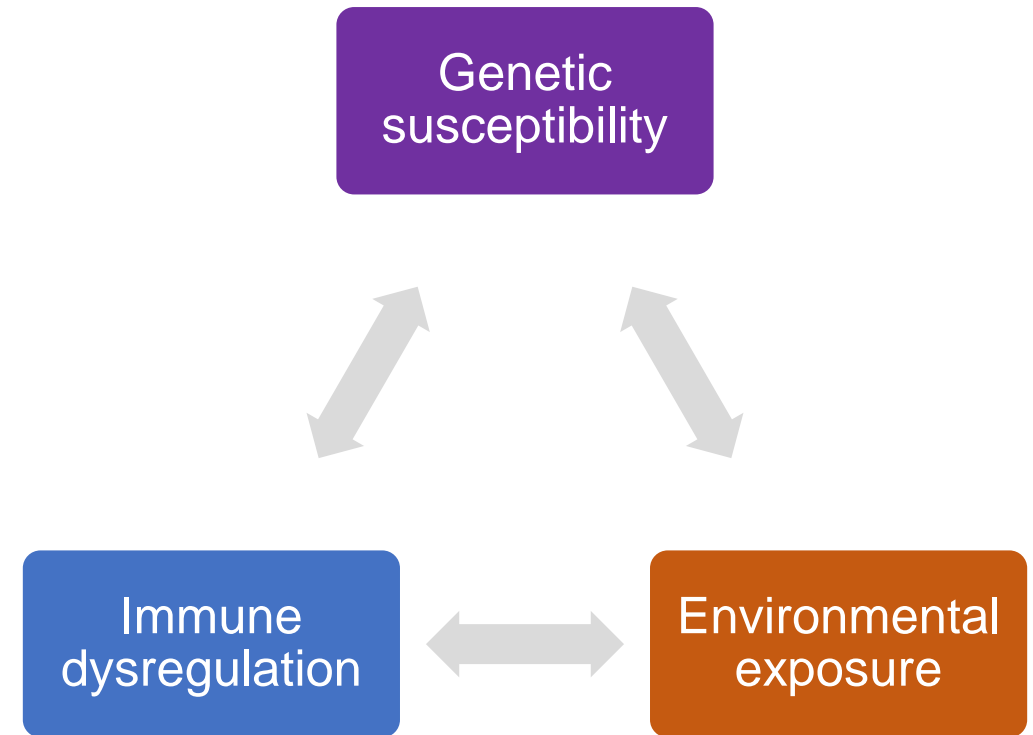 Genetic
susceptibility
Immune
dysregulation
Environmental
exposure